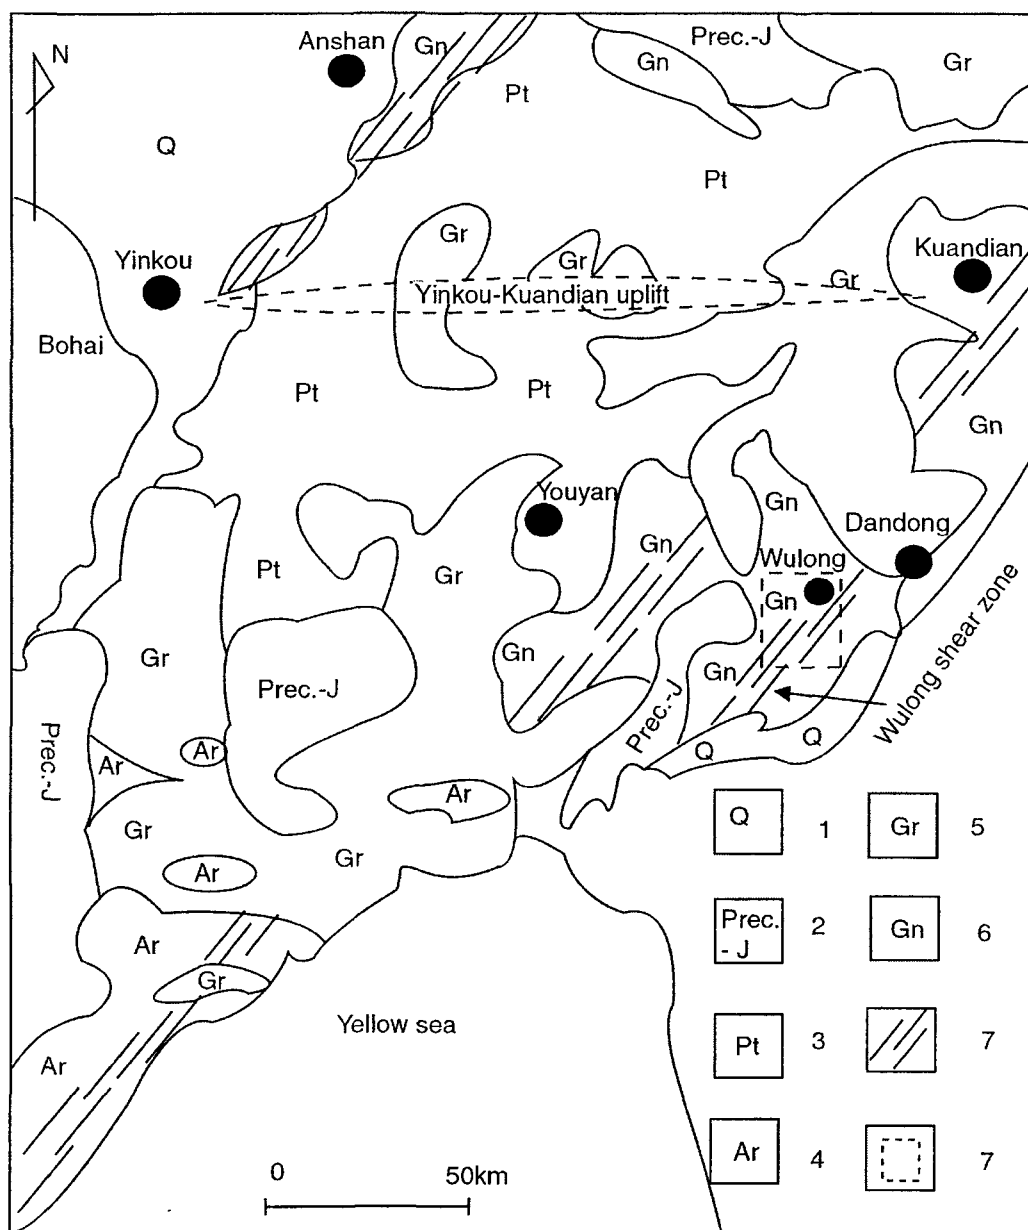 N
Anshan
Gn
Prec.-J
Gn
Gr
Pt
Q
Pt
Gr
Gr
Kuandian
Yinkou
Gr
Yinkou-Kuandian uplift
Bohai
Pt
Pt
Gn
Youyan
Gn
Dandong
Gn
Wulong
Pt
Gr
Gn
Gr
Gn
Gn
Prec.-J
Wulong shear zone
Prec.-J
Prec.-J
Q
Q
Ar
Ar
Ar
Gr
Gr
Ar
Ar
Gr
Yellow sea
Ar
0
50km
Q
1
Gr
5
Prec.
- J
2
Gn
6
Pt
3
7
Ar
4
7